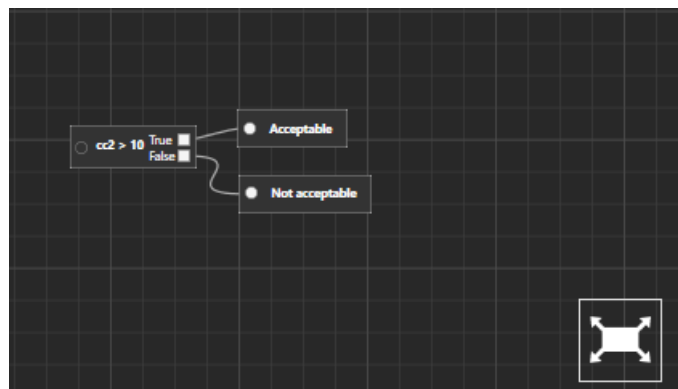 cc2 > 10
True
False
Acceptable
Not acceptable